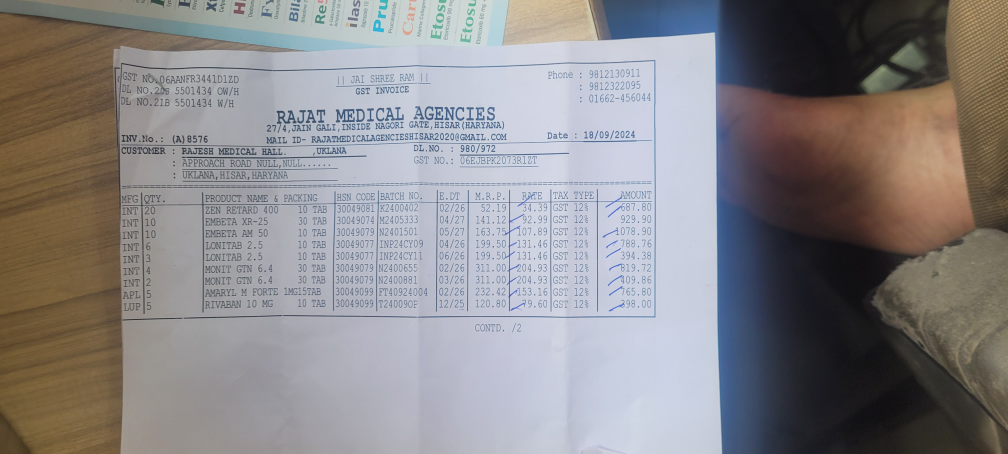 Bili
Re
ilas
Pru
Car
Etos
Etosu
GST NO.06AANFR3441D1ZD
|| JAI SHREE RAM ||
Phone : 9812130911
DL NO.20B 5501434 OW/H
GST INVOICE
: 9812322095
DL NO.21B 5501434 W/H
: 01662-456044
RAJAT MEDICAL AGENCIES
27/4,JAIN GALI,INSIDE NAGORI GATE,HISAR(HARYANA)
INV.No.: (A)8576 MAIL ID- RAJATMEDICALAGENCIESHISAR2020@GMAIL.COM Date : 18/09/2024
CUSTOMER : RAJESH MEDICAL HALL. ,UKLANA DL.NO. : 980/972
: APPROACH ROAD NULL,NULL...... GST NO.: 06EJBPK2073R1ZT
: UKLANA,HISAR,HARYANA
MFG QTY. PRODUCT NAME & PACKING HSN CODE BATCH NO. E.DT M.R.P. RATE TAX TYPE AMOUNT
INT 20 ZEN RETARD 400 10 TAB 30049081 K2400402 02/26 52.19 34.39 GST 12% 687.80
INT 10 EMBETA XR-25 30 TAB 30049074 M2405333 04/27 141.12 92.99 GST 12% 929.90
INT 10 EMBETA AM 50 10 TAB 30049079 N2401501 05/27 163.75 107.89 GST 12% 1078.90
INT 6 LONITAB 2.5 10 TAB 30049077 INP24CY09 04/26 199.50 131.46 GST 12% 788.76
INT 3 LONITAB 2.5 10 TAB 30049077 INP24CY11 06/26 199.50 131.46 GST 12% 394.38
INT 4 MONIT GTN 6.4 30 TAB 30049079 N2400655 02/26 311.00 204.93 GST 12% 819.72
INT 2 MONIT GTN 6.4 30 TAB 30049079 N2400881 03/26 311.00 204.93 GST 12% 409.86
APL 5 AMARYL M FORTE 1MG15TAB 30049099 FT40924004 02/26 232.42 153.16 GST 12% 765.80
LUP 5 RIVABAN 10 MG 10 TAB 30049099 T24009OP 12/25 120.80 79.60 GST 12% 398.00
CONTD. /2